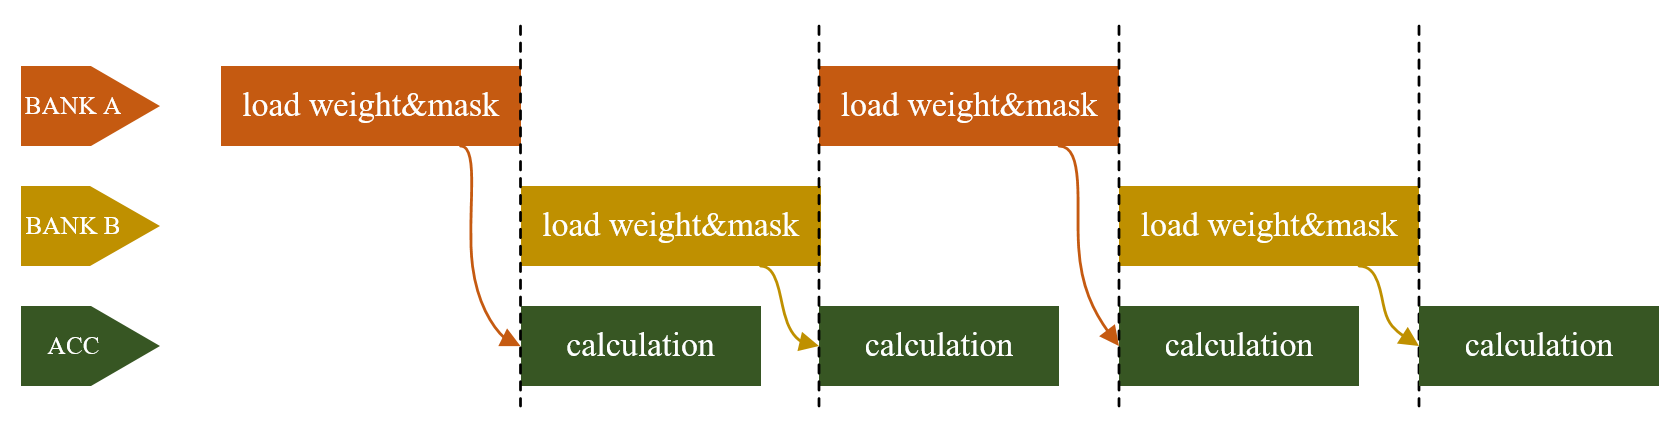 BANK A
load weight&mask
load weight&mask
BANK B
load weight&mask
load weight&mask
ACC
calculation
calculation
calculation
calculation